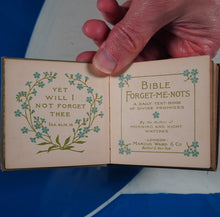 YET
WILL I
NOT FORGET
THEE
ISA. XLIX. 15.
BIBLE
FORGET-ME-NOTS
A DAILY TEXT-BOOK
OF DIVINE PROMISES
By the Author of
MORNING AND NIGHT
WATCHES
LONDON:
MARCUS WARD & CO